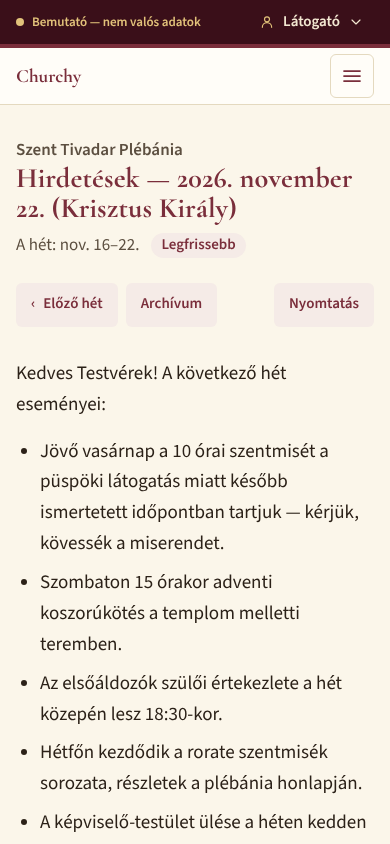 Bemutató — nem valós adatok
Látogató
Churchy
Szent Tivadar Plébánia
Hirdetések — 2026. november
22. (Krisztus Király)
A hét: nov. 16–22.
Legfrissebb
‹ Előző hét
Archívum
Nyomtatás
Kedves Testvérek! A következő hét
eseményei:
• Jövő vasárnap a 10 órai szentmisét a
püspöki látogatás miatt később
ismertetett időpontban tartjuk — kérjük,
kövessék a miserendet.
• Szombaton 15 órakor adventi
koszorúkötés a templom melletti
teremben.
• Az elsőáldozók szülői értekezlete a hét
közepén lesz 18:30-kor.
• Hétfőn kezdődik a rorate szentmisék
sorozata, részletek a plébánia honlapján.
• A képviselő-testület ülése a héten kedden